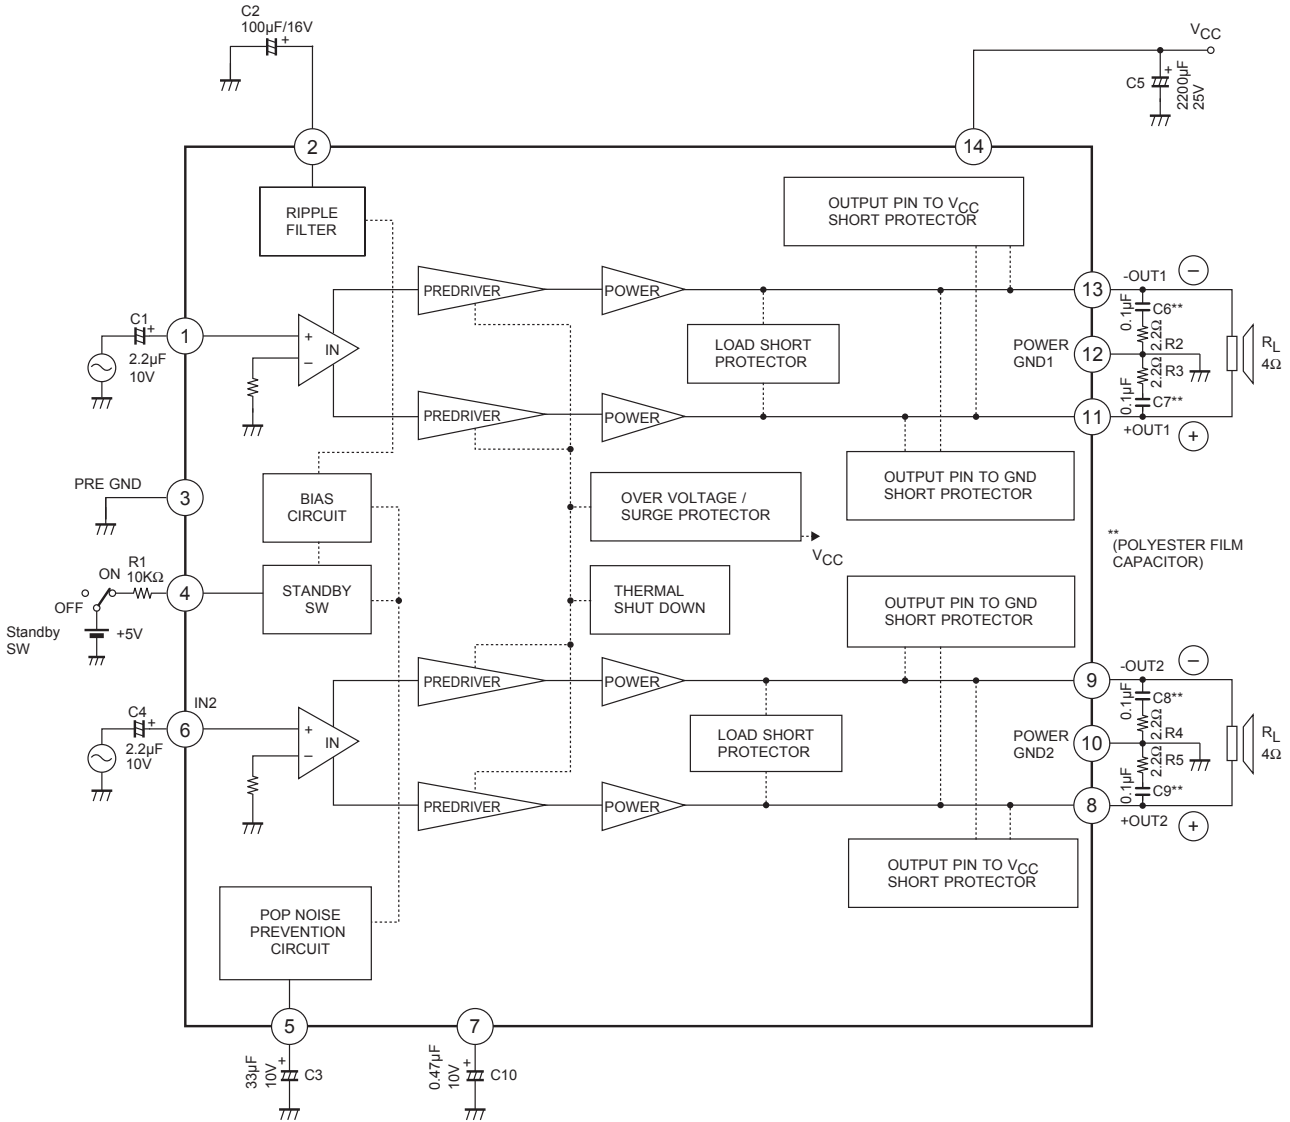 C2
100µF/16V
VCC
C5
2200µF
25V
2
14
RIPPLE
FILTER
OUTPUT PIN TO VCC
SHORT PROTECTOR
PREDRIVER
POWER
13
-OUT1
−
C1
+
1
2.2µF
10V
+
IN
−
LOAD SHORT
PROTECTOR
POWER
GND1
12
0.1µF
C6**
2.2Ω
R2
2.2Ω
R3
0.1µF
C7**
RL
4Ω
PREDRIVER
POWER
11
+OUT1
+
PRE GND
3
BIAS
CIRCUIT
OVER VOLTAGE /
SURGE PROTECTOR
VCC
OUTPUT PIN TO GND
SHORT PROTECTOR
**
(POLYESTER FILM
CAPACITOR)
R1
ON 10KΩ
OFF
4
Standby
SW
+5V
STANDBY
SW
THERMAL
SHUT DOWN
OUTPUT PIN TO GND
SHORT PROTECTOR
PREDRIVER
POWER
9
-OUT2
−
IN2
C4
+
6
2.2µF
10V
+
IN
−
LOAD SHORT
PROTECTOR
POWER
GND2
10
0.1µF
C8**
2.2Ω
R4
2.2Ω
R5
0.1µF
C9**
RL
4Ω
PREDRIVER
POWER
8
+OUT2
+
OUTPUT PIN TO VCC
SHORT PROTECTOR
POP NOISE
PREVENTION
CIRCUIT
5
7
33µF
10V
+
C3
0.47µF
10V
+
C10